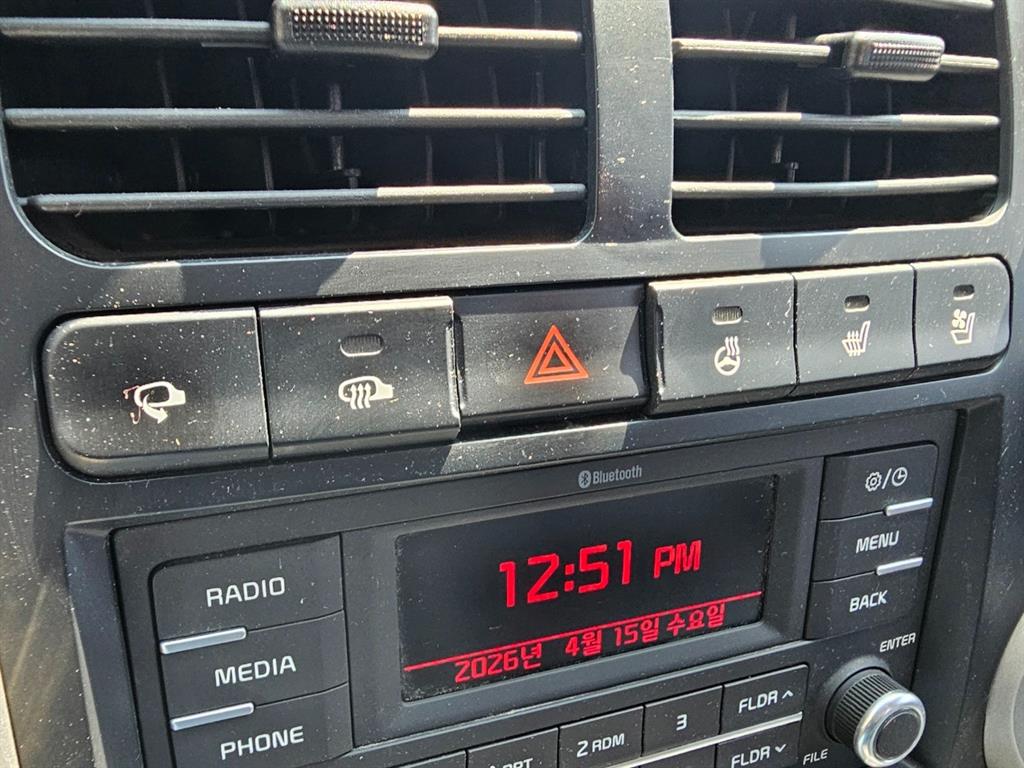 Bluetooth
12:51 PM
2026년 4월 15일 수요일
RADIO
MEDIA
PHONE
MENU
BACK
ENTER
FILE
2 RDM
3
FLDR ^
FLDR ˅